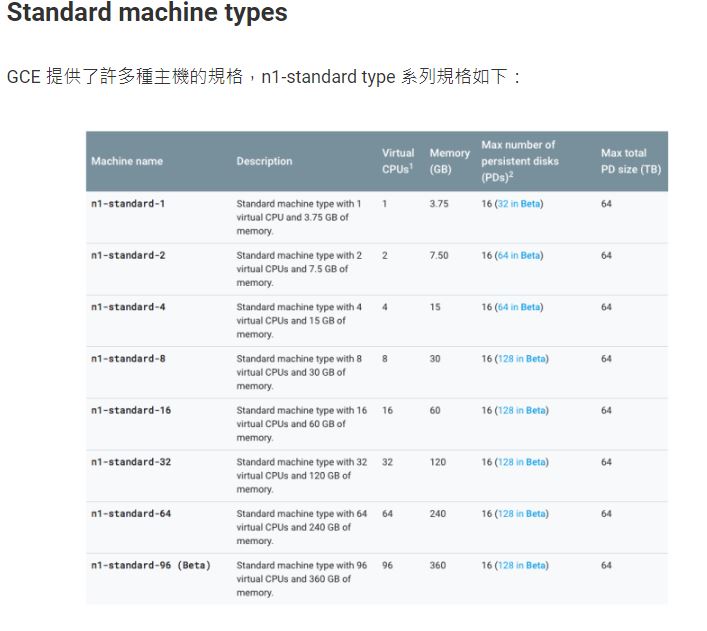 Standard machine types
GCE 提供了許多種主機的規格，n1-standard type 系列規格如下：
Machine name Description Virtual CPUs¹ Memory (GB) Max number of persistent disks (PDs)² Max total PD size (TB)
n1-standard-1 Standard machine type with 1 virtual CPU and 3.75 GB of memory. 1 3.75 16 (32 in Beta) 64
n1-standard-2 Standard machine type with 2 virtual CPUs and 7.5 GB of memory. 2 7.50 16 (64 in Beta) 64
n1-standard-4 Standard machine type with 4 virtual CPUs and 15 GB of memory. 4 15 16 (64 in Beta) 64
n1-standard-8 Standard machine type with 8 virtual CPUs and 30 GB of memory. 8 30 16 (128 in Beta) 64
n1-standard-16 Standard machine type with 16 virtual CPUs and 60 GB of memory. 16 60 16 (128 in Beta) 64
n1-standard-32 Standard machine type with 32 virtual CPUs and 120 GB of memory. 32 120 16 (128 in Beta) 64
n1-standard-64 Standard machine type with 64 virtual CPUs and 240 GB of memory. 64 240 16 (128 in Beta) 64
n1-standard-96 (Beta) Standard machine type with 96 virtual CPUs and 360 GB of memory. 96 360 16 (128 in Beta) 64